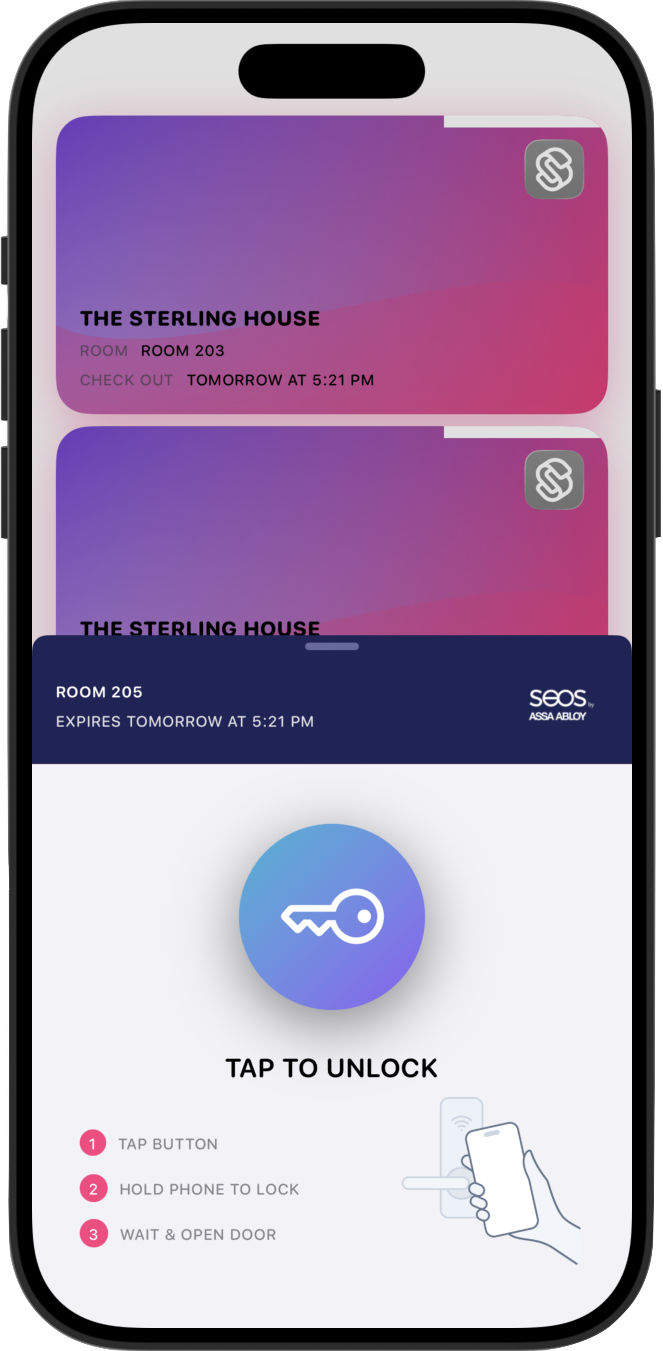 THE STERLING HOUSE
ROOM ROOM 203
CHECK OUT TOMORROW AT 5:21 PM
THE STERLING HOUSE
ROOM 205
EXPIRES TOMORROW AT 5:21 PM
seos by
ASSA ABLOY
TAP TO UNLOCK
1 TAP BUTTON
2 HOLD PHONE TO LOCK
3 WAIT & OPEN DOOR